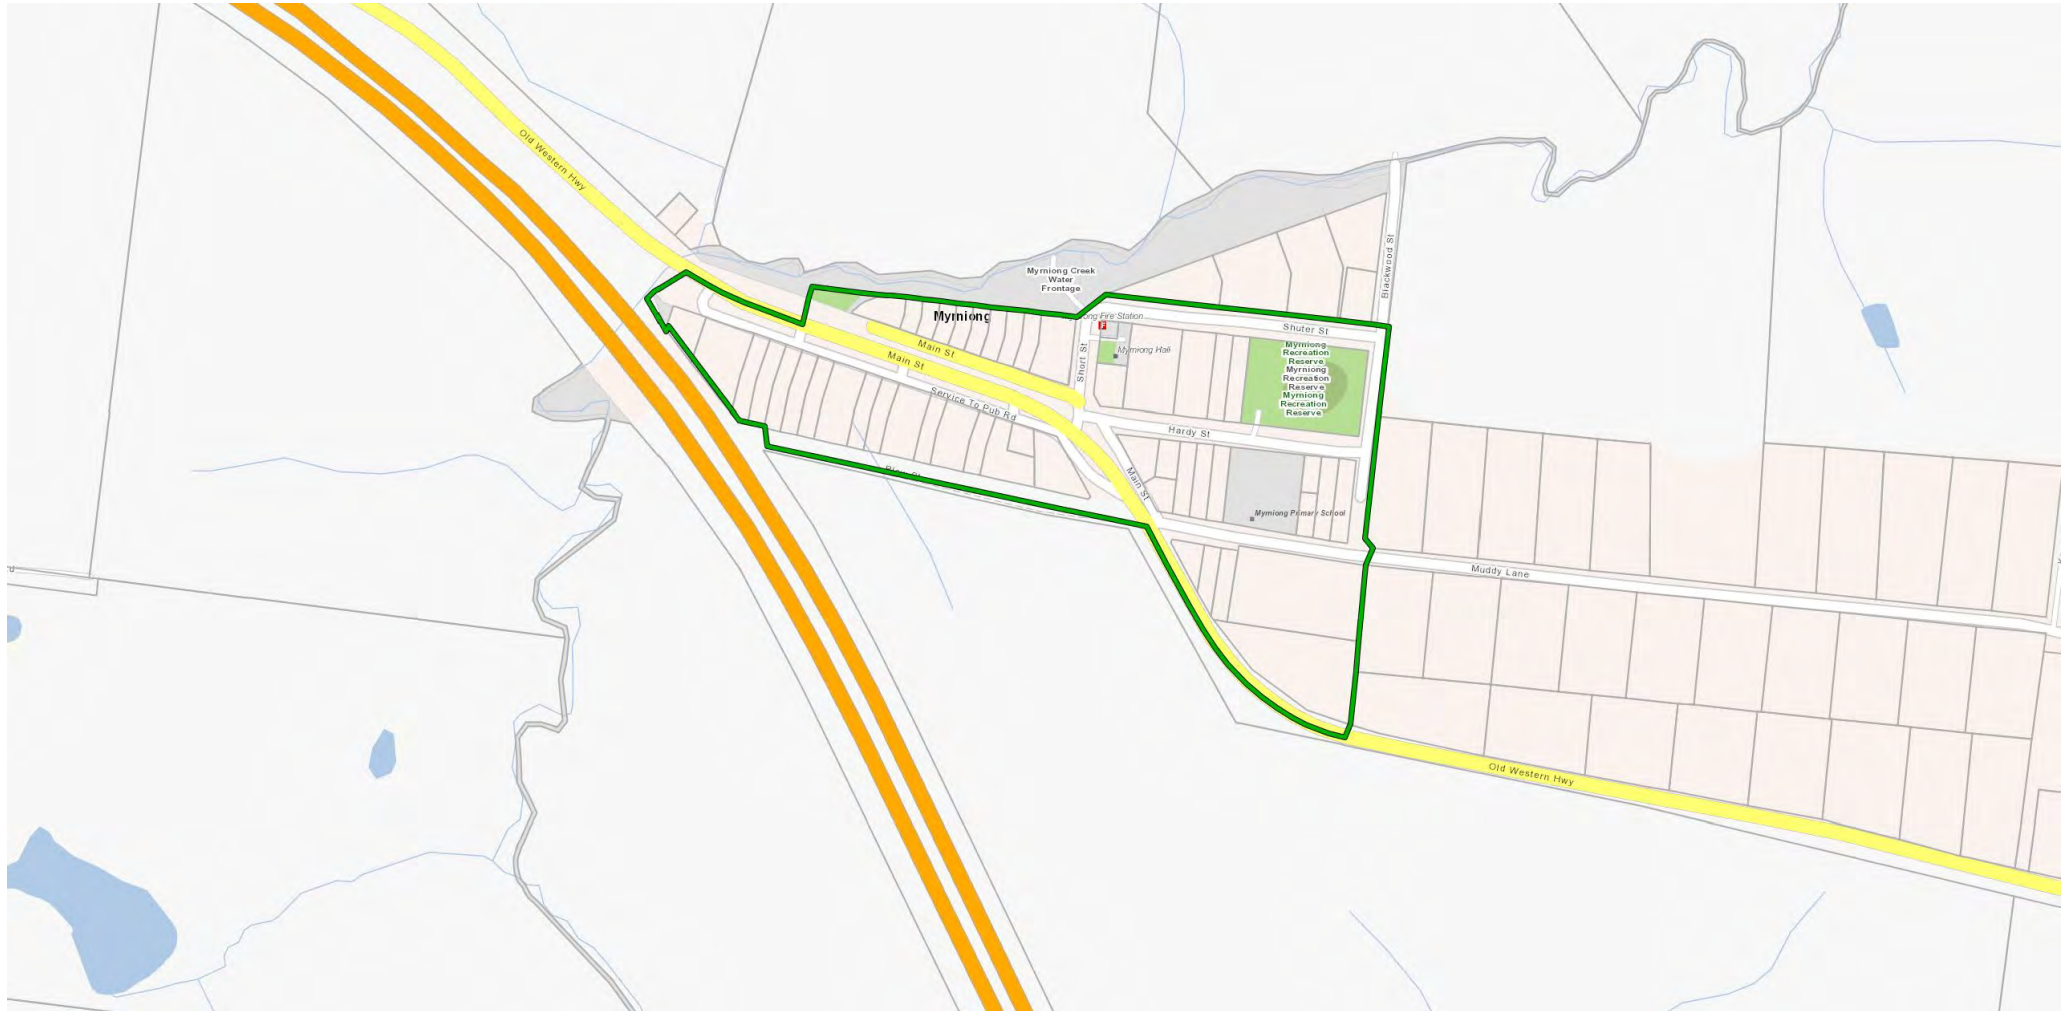 Old Western Hwy
Blackwood St
Myrniong Creek
Water
Frontage
Myrniong
Fire Station
Shuter St
Main St
Short St
Myrniong Hall
Myrniong
Recreation
Reserve
Myrniong
Recreation
Reserve
Myrniong
Recreation
Reserve
Main St
Service To Pub Rd
Hardy St
Main St
Myrniong Primary School
Muddy Lane
Old Western Hwy